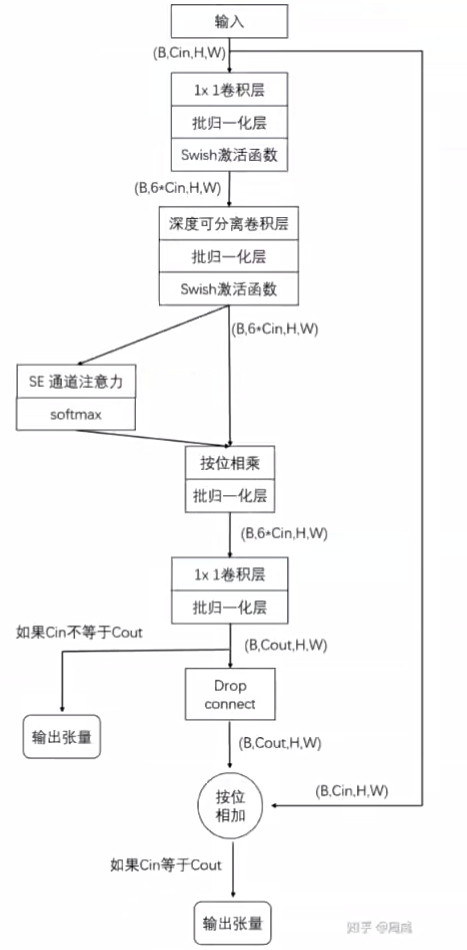 输入
(B,Cin,H,W)
1x 1卷积层
批归一化层
Swish激活函数
(B,6*Cin,H,W)
深度可分离卷积层
批归一化层
Swish激活函数
(B,6*Cin,H,W)
SE 通道注意力
softmax
按位相乘
批归一化层
(B,6*Cin,H,W)
1x 1卷积层
批归一化层
如果Cin不等于Cout
(B,Cout,H,W)
Drop
connect
输出张量
(B,Cout,H,W)
(B,Cin,H,W)
按位
相加
如果Cin等于Cout
输出张量
知乎 @周威